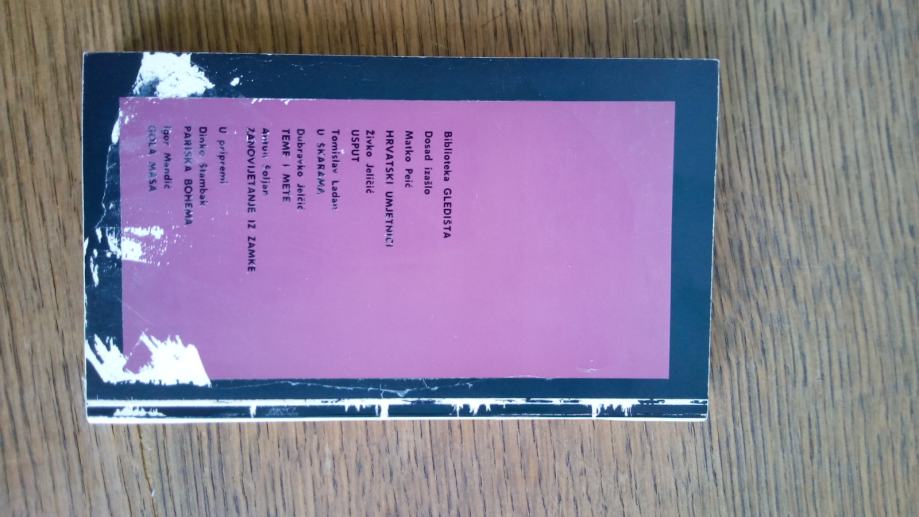 Biblioteka GLEDIŠTA
Dosad izašlo
Matko Peić
HRVATSKI UMJETNICI
Živko Jeličić
USPUT
Tomislav Ladan
U ŠKARAMA
Dubravko Jelčić
TEME I METE
Antun Šoljan
ZANOVIJETANJE IZ ZAMKE
U pripremi
Dinko Štambak
PARISKA BOHEMA
Igor Mandić
GOLA MASA